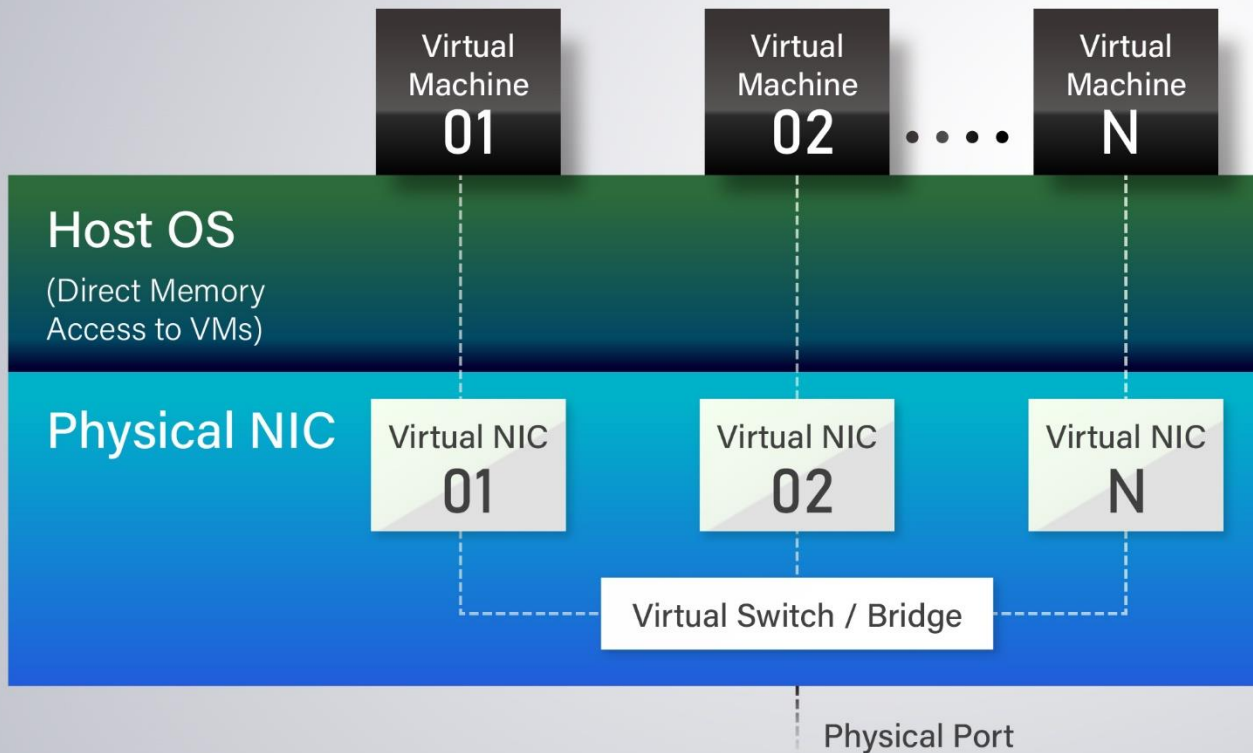 Virtual
Machine
01
Virtual
Machine
02
Virtual
Machine
N
Host OS
(Direct Memory
Access to VMs)
Physical NIC
Virtual NIC
01
Virtual NIC
02
Virtual NIC
N
Virtual Switch / Bridge
Physical Port